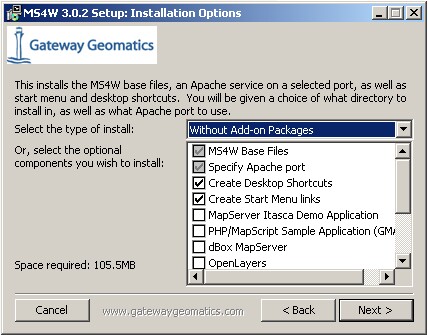 MS4W 3.0.2 Setup: Installation Options
Gateway Geomatics
This installs the MS4W base files, an Apache service on a selected port, as well as
start menu and desktop shortcuts. You will be given a choice of what directory to
install in, as well as what Apache port to use.
Select the type of install:
Without Add-on Packages
Or, select the optional
components you wish to install:
MS4W Base Files
Specify Apache port
Create Desktop Shortcuts
Create Start Menu links
MapServer Itasca Demo Application
PHP/MapScript Sample Application (GMA
dBox MapServer
OpenLayers
Space required: 105.5MB
Cancel
www.gatewaygeomatics.com
< Back
Next >